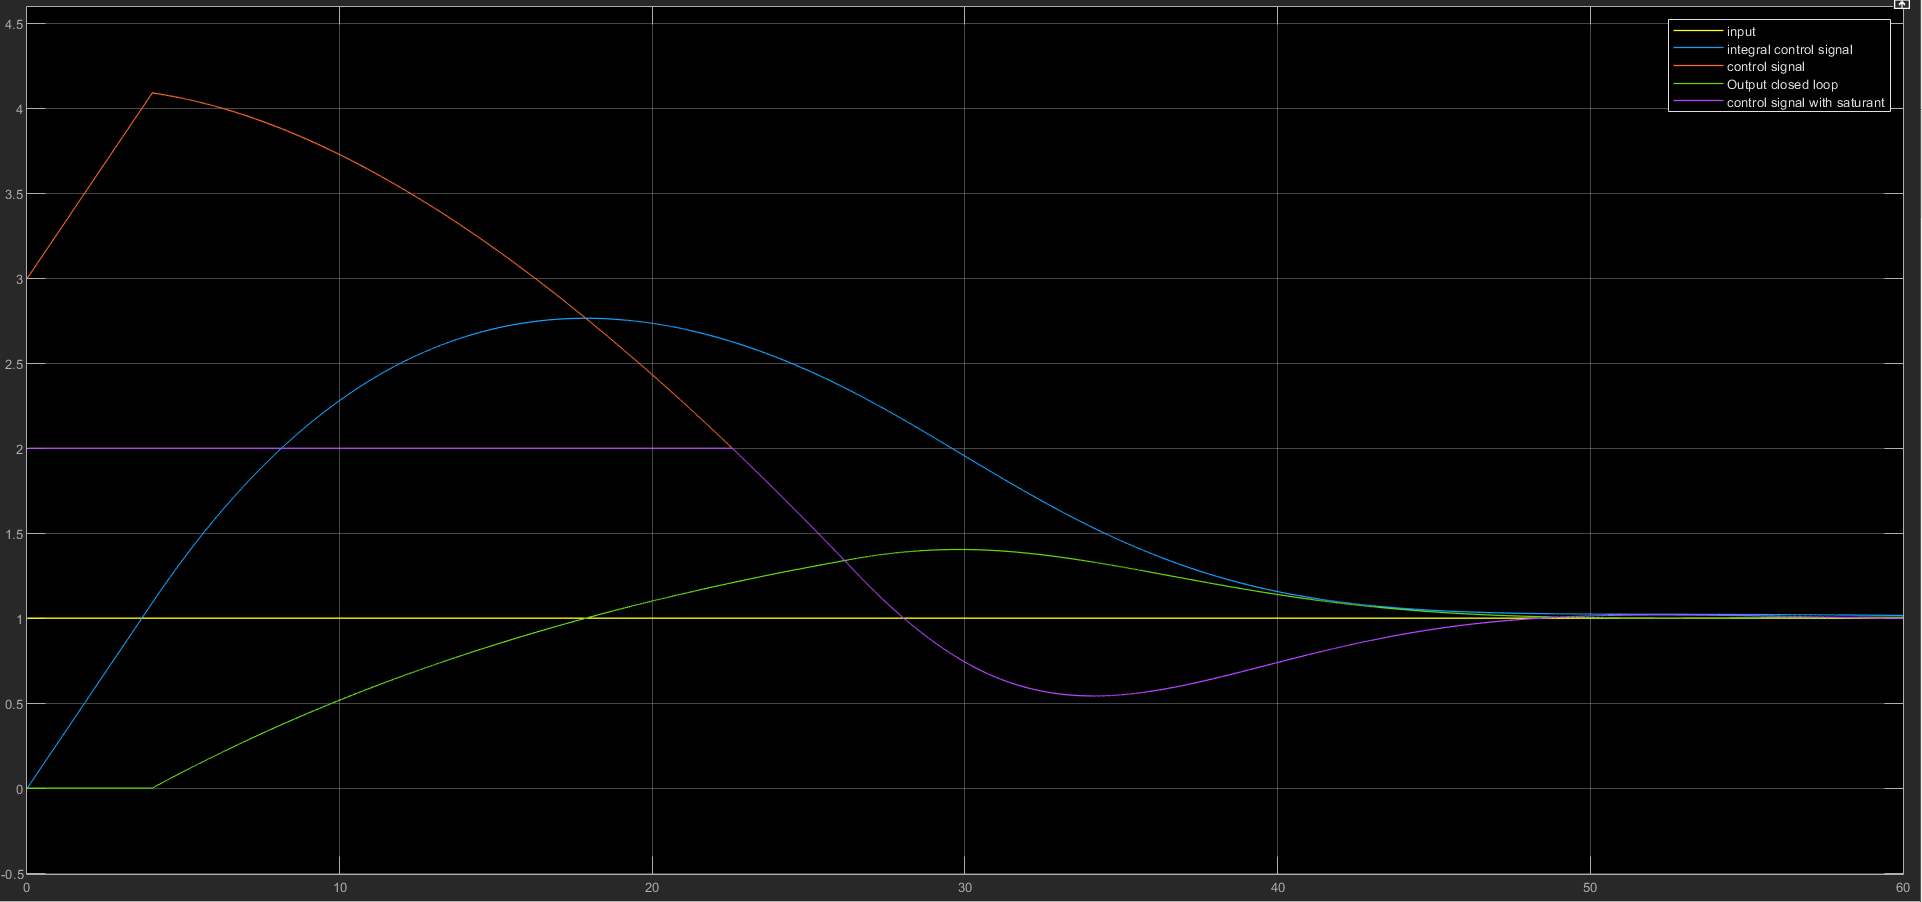 4.5
4
3.5
3
2.5
2
1.5
1
0.5
0
-0.5
0 10 20 30 40 50 60
input
integral control signal
control signal
Output closed loop
control signal with saturant